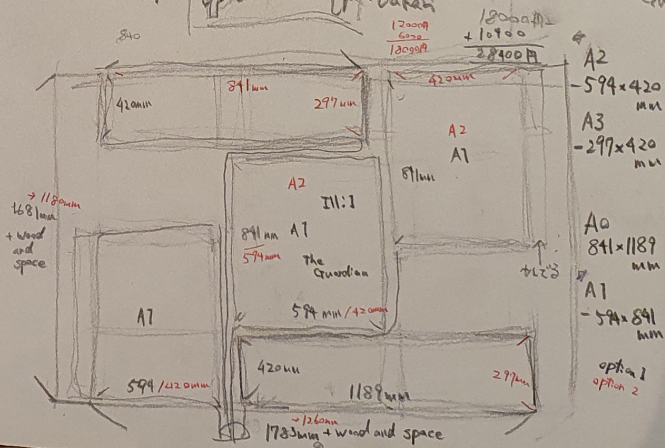 Japan
840
12000円
6000
18000円
18000円
+ 10400
28400円
841mm
420mm
297mm
420mm
A2
A1
841mm
A2
Ill:1
A1
841mm
594mm
The
Guardian
594 mm/420mm
→1180mm
1681mm
+ wood
and
space
A1
594/420mm
420mm
1189mm
297mm
→1260mm
1783mm + wood and space
A2
-594×420
mm
A3
-297×420
mm
A0
841×1189
mm
A1
-594×841
mm
option 1
option 2